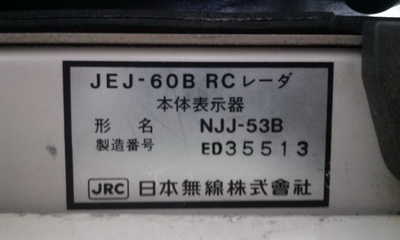 JEJ-60B RCレーダ
本体表示器
形 名 NJJ-53B
製造番号 ED35513
JRC 日本無線株式會社